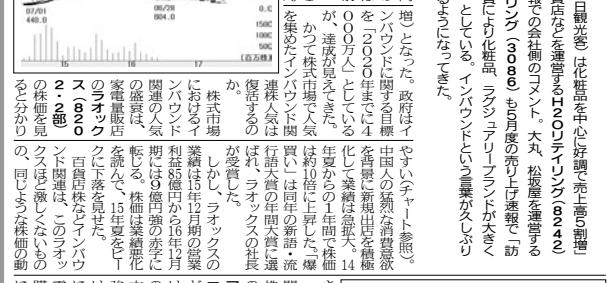 日観光客)は化粧品を中心に好調で売上高5割増」
貨店などを運営するH2Oリテイリング(8242)
報での会社側のコメント。大丸、松坂屋を運営する
リング(3086)も5月度の売り上げ速報で「訪
員により化粧品、ラグジュアリーブランドが大きく
」としている。インバウンドという言葉が久しぶり
るようになってきた。
07/01
440.0
06/28
604.0
0.0
1500
1000
500
0
(百万株)
増)となった。政府はイ
ンバウンドに関する目標
を「2020年までに4
000万人」としている
が、達成が見えてきた。
かつて株式市場で人気
を集めたインバウンド関
連株人気は
復活するの
か。
株式市場
におけるイ
ンバウンド
関連の人気
の盛衰は、
家電量販店
のラオック
ス(820
2・2部)
の株価を見
ると分かり
やすい(チャート参照)。
中国人の猛烈な消費意欲
を背景に新規出店を積極
化して業績は急拡大。14
年夏からの1年間で株価
は約10倍に上昇した。「爆
買い」は同年の新語・流
行語大賞の年間大賞に選
ばれ、ラオックスの社長
が受賞した。
しかし、ラオックスの
業績は15年12月期の営業
利益85億円から16年12月
期には9億円強の赤字に
転じる。株価は業績悪化
を読んで、15年夏をピー
クに下落を見せた。
百貨店株などインバウ
ンド関連は、このラオッ
クスほど激しくないもの
の、同じような株価の動